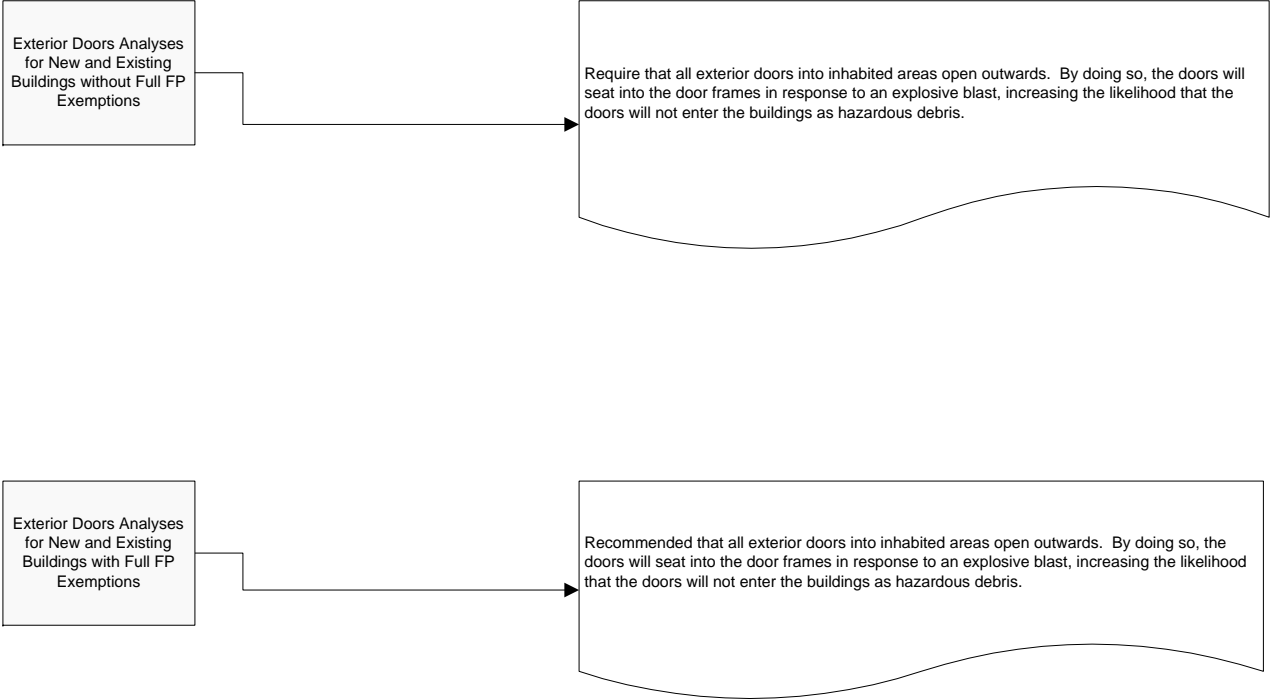 Exterior Doors Analyses
for New and Existing
Buildings without Full FP
Exemptions
Require that all exterior doors into inhabited areas open outwards.  By doing so, the doors will
seat into the door frames in response to an explosive blast, increasing the likelihood that the
doors will not enter the buildings as hazardous debris.
Exterior Doors Analyses
for New and Existing
Buildings with Full FP
Exemptions
Recommended that all exterior doors into inhabited areas open outwards.  By doing so, the
doors will seat into the door frames in response to an explosive blast, increasing the likelihood
that the doors will not enter the buildings as hazardous debris.